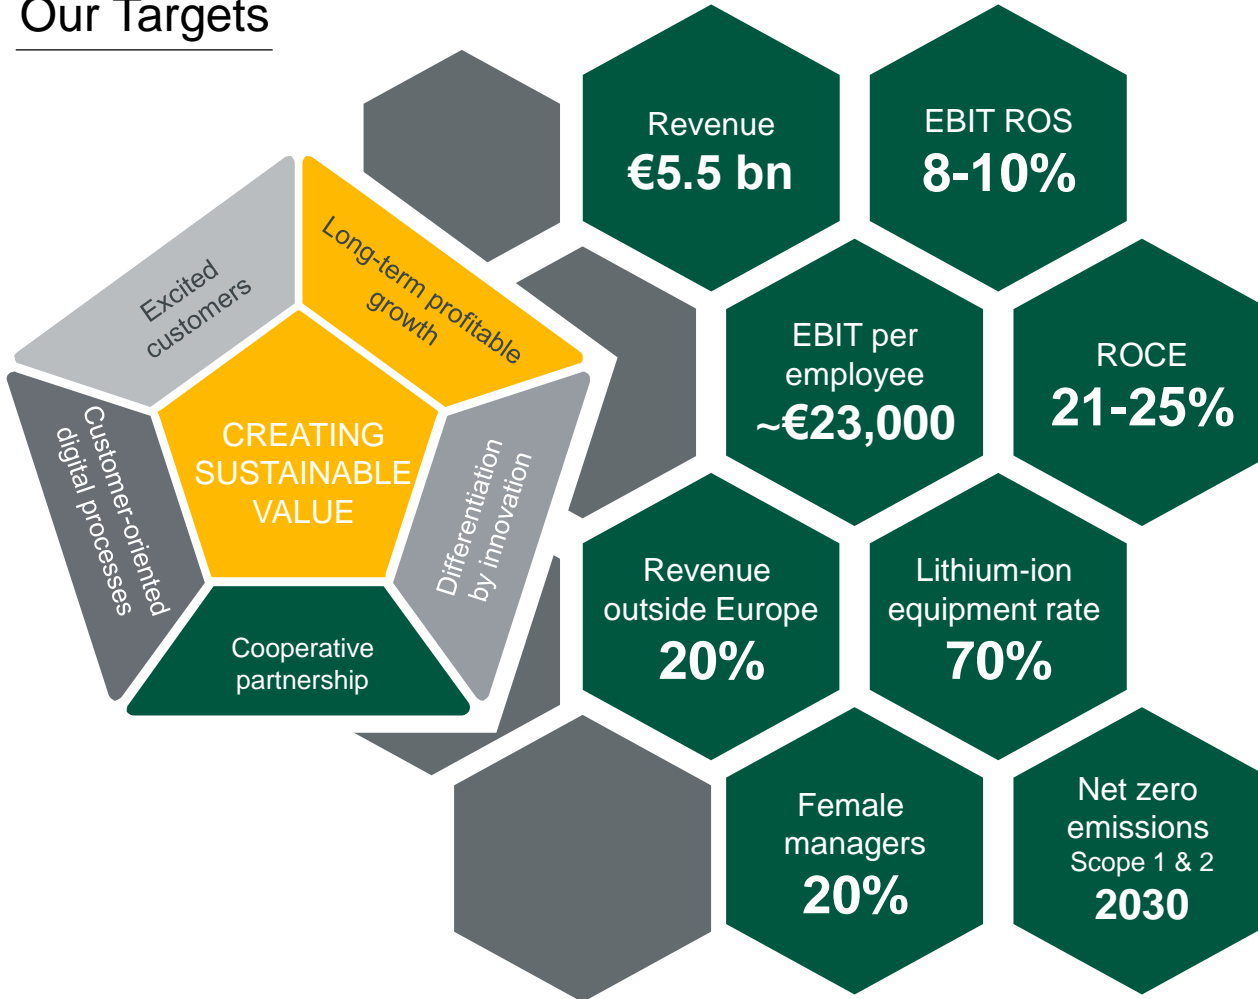 Our Targets
Excited
customers
Long-term profitable
growth
Customer-oriented
digital processes
CREATING
SUSTAINABLE
VALUE
Differentiation
by innovation
Cooperative
partnership
Revenue
€5.5 bn
EBIT ROS
8-10%
EBIT per
employee
~€23,000
ROCE
21-25%
Revenue
outside Europe
20%
Lithium-ion
equipment rate
70%
Female
managers
20%
Net zero
emissions
Scope 1 & 2
2030